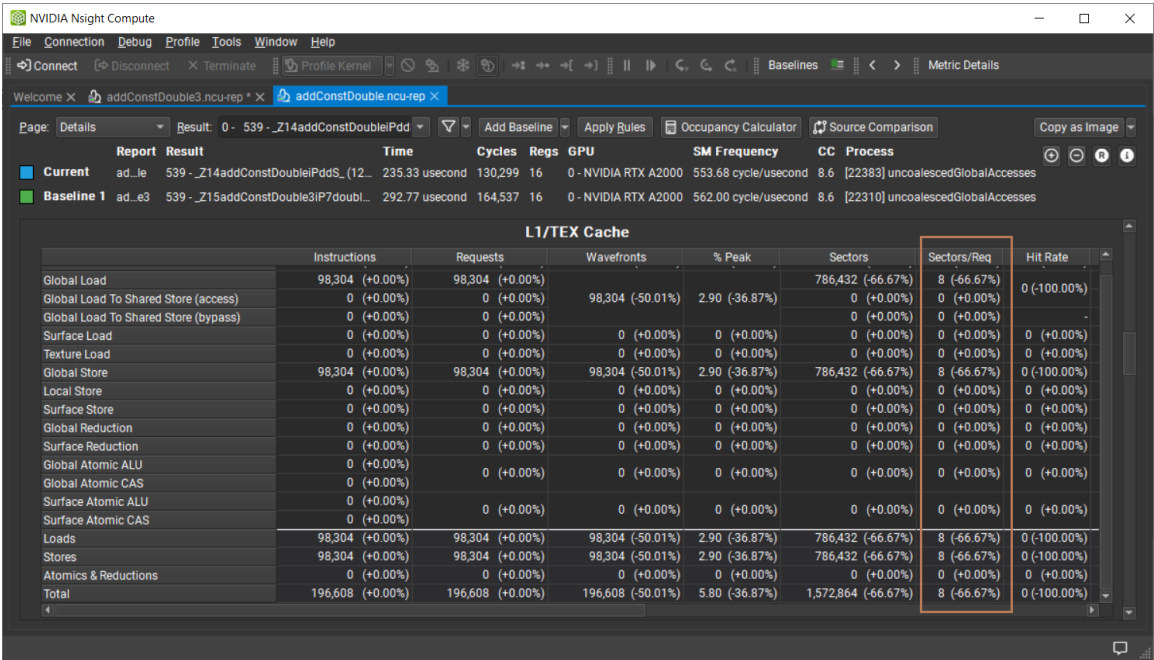 NVIDIA Nsight Compute
File Connection Debug Profile Tools Window Help
Connect Disconnect Terminate Profile Kernel Baselines Metric Details
Welcome addConstDouble3.ncu-rep * addConstDouble.ncu-rep
Page: Details Result: 0 - 539 - _Z14addConstDoubleiPdd Add Baseline Apply Rules Occupancy Calculator Source Comparison Copy as Image
Report Result Time Cycles Regs GPU SM Frequency CC Process
Current ad...le 539 - _Z14addConstDoubleiPddS_ (12... 235.33 usecond 130,299 16 0 - NVIDIA RTX A2000 553.68 cycle/usecond 8.6 [22383] uncoalescedGlobalAccesses
Baseline 1 ad...e3 539 - _Z15addConstDouble3iP7doubl... 292.77 usecond 164,537 16 0 - NVIDIA RTX A2000 562.00 cycle/usecond 8.6 [22310] uncoalescedGlobalAccesses
L1/TEX Cache
Instructions Requests Wavefronts % Peak Sectors Sectors/Req Hit Rate
Global Load 98,304 (+0.00%) 98,304 (+0.00%) 786,432 (-66.67%) 8 (-66.67%) 0 (-100.00%)
Global Load To Shared Store (access) 0 (+0.00%) 0 (+0.00%) 98,304 (-50.01%) 2.90 (-36.87%) 0 (+0.00%) 0 (+0.00%)
Global Load To Shared Store (bypass) 0 (+0.00%) 0 (+0.00%) 0 (+0.00%) 0 (+0.00%) -
Surface Load 0 (+0.00%) 0 (+0.00%) 0 (+0.00%) 0 (+0.00%) 0 (+0.00%) 0 (+0.00%) 0 (+0.00%)
Texture Load 0 (+0.00%) 0 (+0.00%) 0 (+0.00%) 0 (+0.00%) 0 (+0.00%) 0 (+0.00%) 0 (+0.00%)
Global Store 98,304 (+0.00%) 98,304 (+0.00%) 98,304 (-50.01%) 2.90 (-36.87%) 786,432 (-66.67%) 8 (-66.67%) 0 (-100.00%)
Local Store 0 (+0.00%) 0 (+0.00%) 0 (+0.00%) 0 (+0.00%) 0 (+0.00%) 0 (+0.00%) 0 (+0.00%)
Surface Store 0 (+0.00%) 0 (+0.00%) 0 (+0.00%) 0 (+0.00%) 0 (+0.00%) 0 (+0.00%) 0 (+0.00%)
Global Reduction 0 (+0.00%) 0 (+0.00%) 0 (+0.00%) 0 (+0.00%) 0 (+0.00%) 0 (+0.00%) 0 (+0.00%)
Surface Reduction 0 (+0.00%) 0 (+0.00%) 0 (+0.00%) 0 (+0.00%) 0 (+0.00%) 0 (+0.00%) 0 (+0.00%)
Global Atomic ALU 0 (+0.00%) 0 (+0.00%) 0 (+0.00%) 0 (+0.00%) 0 (+0.00%) 0 (+0.00%) 0 (+0.00%)
Global Atomic CAS 0 (+0.00%)
Surface Atomic ALU 0 (+0.00%) 0 (+0.00%) 0 (+0.00%) 0 (+0.00%) 0 (+0.00%) 0 (+0.00%) 0 (+0.00%)
Surface Atomic CAS 0 (+0.00%)
Loads 98,304 (+0.00%) 98,304 (+0.00%) 98,304 (-50.01%) 2.90 (-36.87%) 786,432 (-66.67%) 8 (-66.67%) 0 (-100.00%)
Stores 98,304 (+0.00%) 98,304 (+0.00%) 98,304 (-50.01%) 2.90 (-36.87%) 786,432 (-66.67%) 8 (-66.67%) 0 (-100.00%)
Atomics & Reductions 0 (+0.00%) 0 (+0.00%) 0 (+0.00%) 0 (+0.00%) 0 (+0.00%) 0 (+0.00%) 0 (+0.00%)
Total 196,608 (+0.00%) 196,608 (+0.00%) 196,608 (-50.01%) 5.80 (-36.87%) 1,572,864 (-66.67%) 8 (-66.67%) 0 (-100.00%)